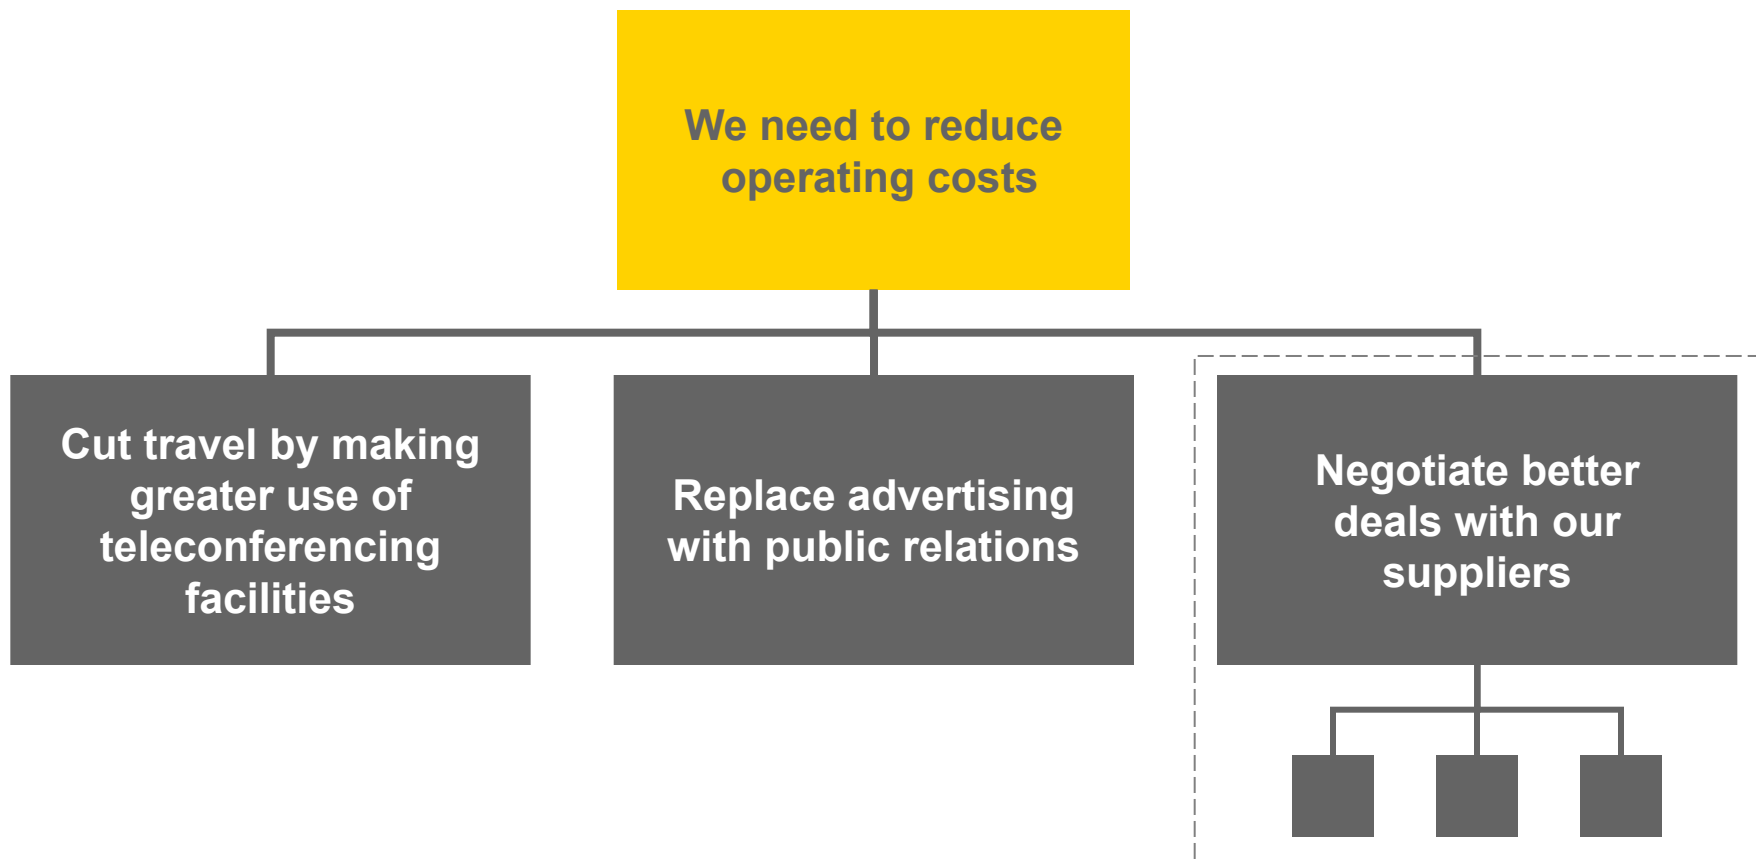 We need to reduce
operating costs
Cut travel by making
greater use of
teleconferencing
facilities
Replace advertising
with public relations
Negotiate better
deals with our
suppliers